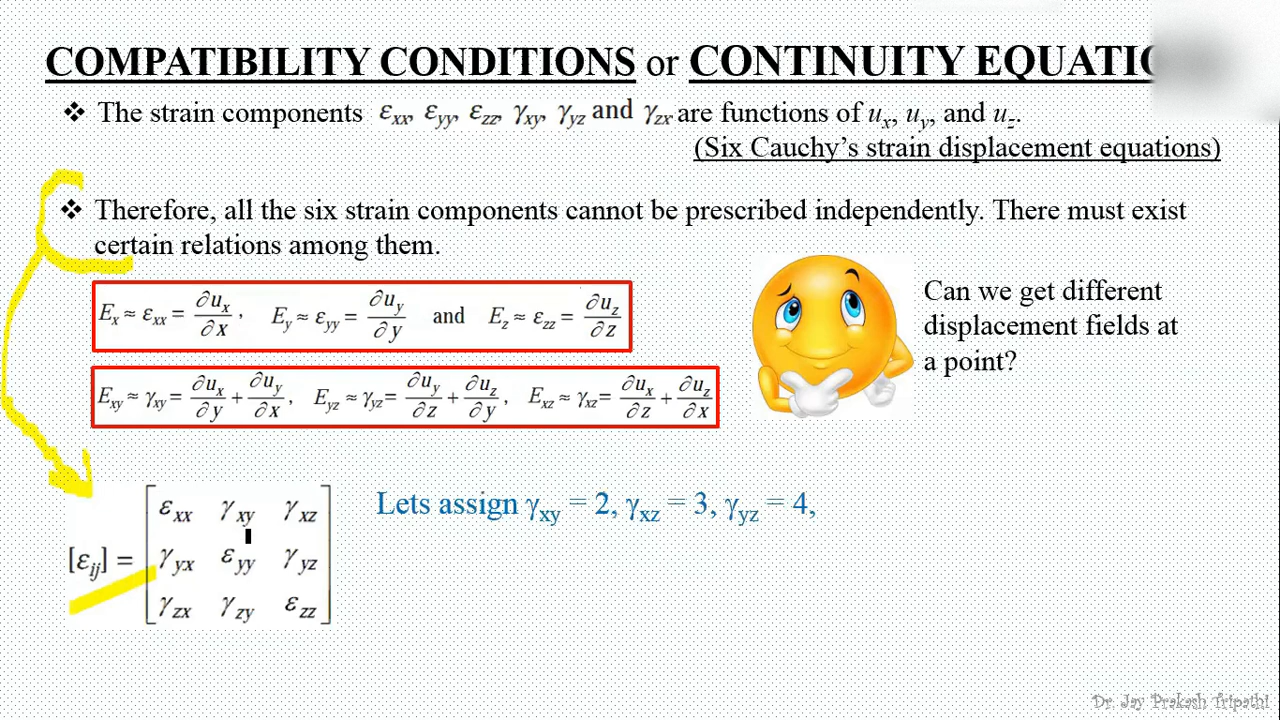 COMPATIBILITY CONDITIONS or CONTINUITY
❖ The strain components εxx, εyy, εzz, γxy, γyz and γzx are functions of ux, uy, and uz.
(Six Cauchy's strain displacement equations)
❖ Therefore, all the six strain components cannot be prescribed independently. There must exist
certain relations among them.
Ex ≈ εxx = ∂ux/∂x , Ey ≈ εyy = ∂uy/∂y and Ez ≈ εzz = ∂uz/∂z
Can we get different
displacement fields at
a point?
Exy ≈ γxy = ∂ux/∂y + ∂uy/∂x , Eyz ≈ γyz = ∂uy/∂z + ∂uz/∂y , Exz ≈ γxz = ∂ux/∂z + ∂uz/∂x
Lets assign γxy = 2, γxz = 3, γyz = 4,
εxx γxy γxz
[εij] = γyx εyy γyz
γzx γzy εzz
Dr. Jay Prakash Tripathi